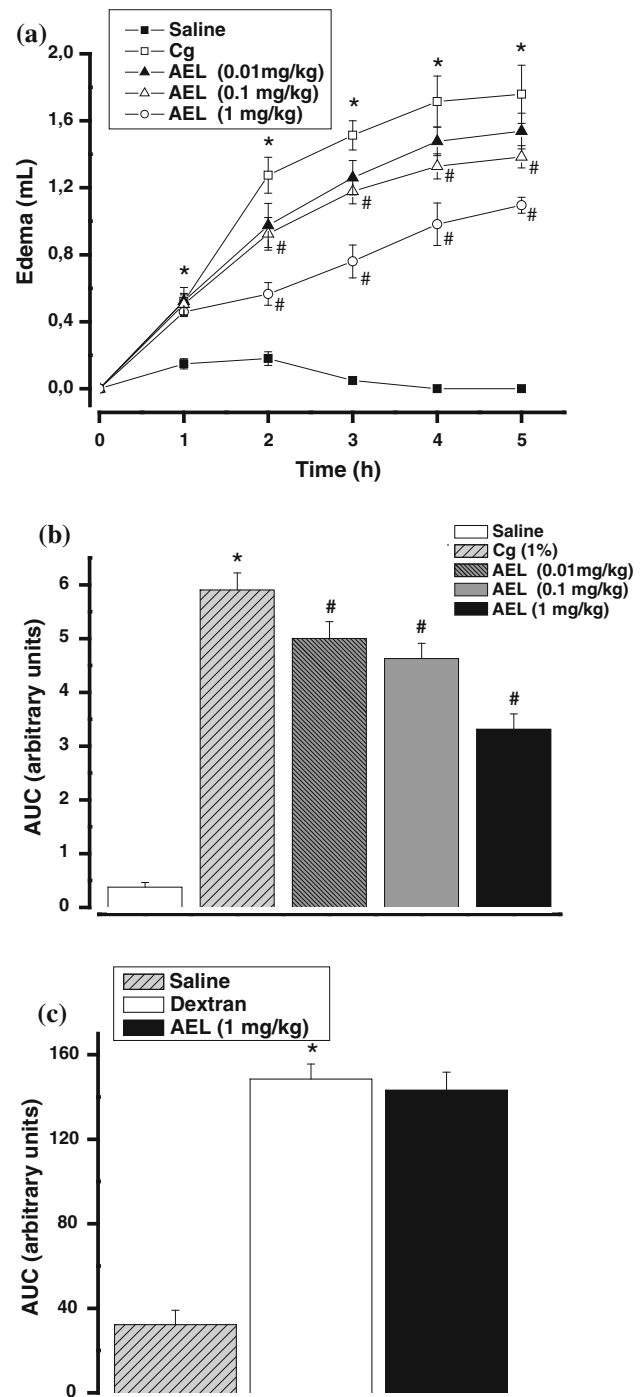 (a)
Saline
Cg
AEL (0.01mg/kg)
AEL (0.1 mg/kg)
AEL (1 mg/kg)
2,0
1,6
1,2
0,8
0,4
0,0
Edema (mL)
* * * * *
# # # #
# # # #
0 1 2 3 4 5
Time (h)
(b)
Saline
Cg (1%)
AEL (0.01mg/kg)
AEL (0.1 mg/kg)
AEL (1 mg/kg)
6
5
4
3
2
1
0
AUC (arbitrary units)
* # # #
(c)
Saline
Dextran
AEL (1 mg/kg)
160
120
80
40
0
AUC (arbitrary units)
*